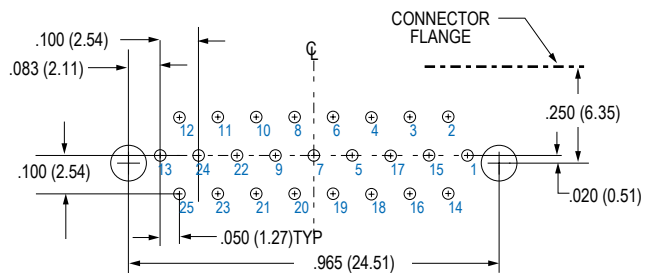 .100 (2.54)
CONNECTOR
FLANGE
.083 (2.11)
℄
.250 (6.35)
12 11 10 8 6 4 3 2
13 24 22 9 7 5 17 15 1
.100 (2.54)
.020 (0.51)
25 23 21 20 19 18 16 14
.050 (1.27)TYP
.965 (24.51)